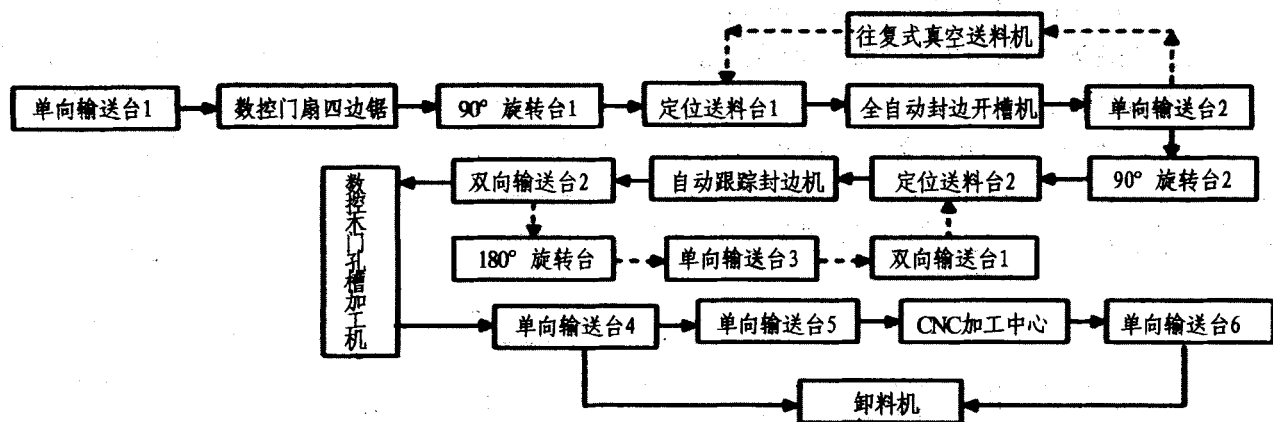 往复式真空送料机
单向输送台1
数控门扇四边锯
90° 旋转台1
定位送料台1
全自动封边开槽机
单向输送台2
数控木门孔槽加工机
双向输送台2
自动跟踪封边机
定位送料台2
90° 旋转台2
180° 旋转台
单向输送台3
双向输送台1
单向输送台4
单向输送台5
CNC加工中心
单向输送台6
卸料机